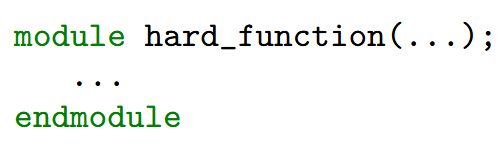 module hard_function(...);
...
endmodule